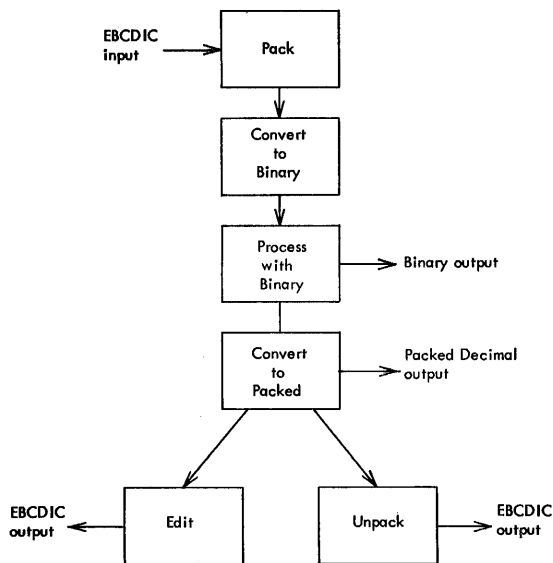 EBCDIC
input
Pack
Convert
to
Binary
Process
with
Binary
Binary output
Convert
to
Packed
Packed Decimal
output
EBCDIC
output
Edit
Unpack
EBCDIC
output